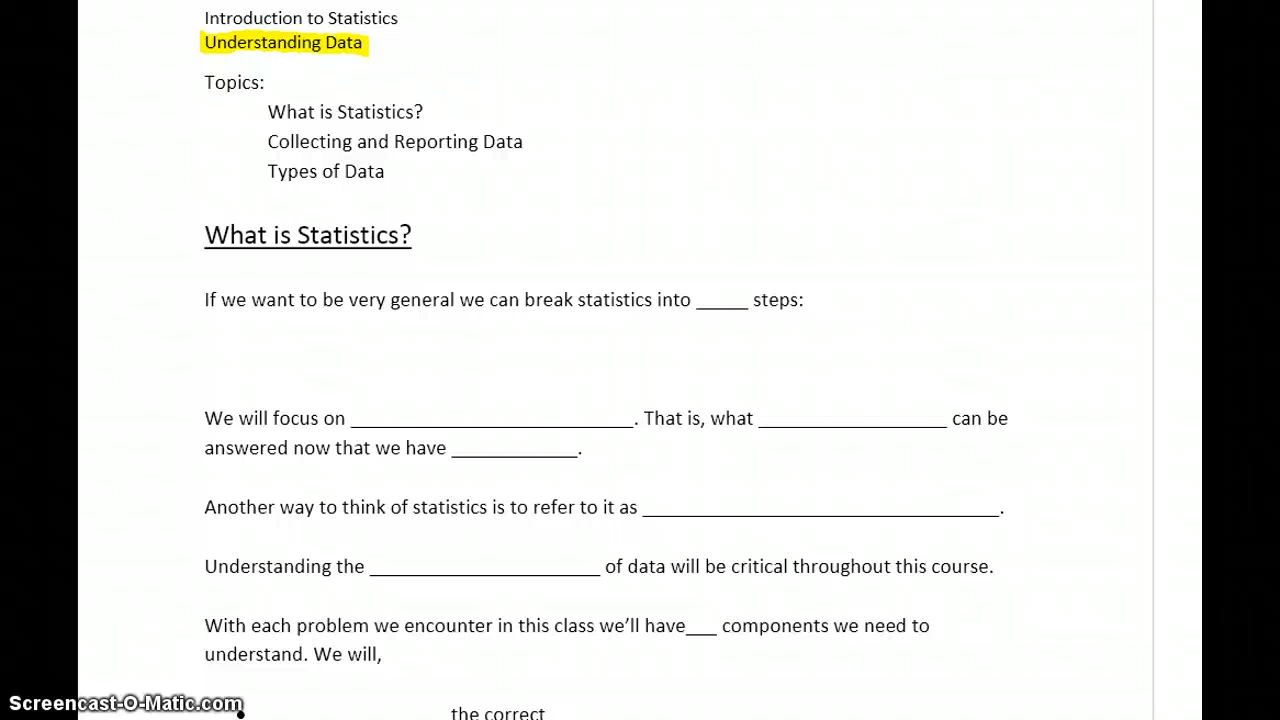 Introduction to Statistics
Understanding Data
Topics:
What is Statistics?
Collecting and Reporting Data
Types of Data
What is Statistics?
If we want to be very general we can break statistics into _____ steps:
We will focus on ___________________________. That is, what __________________ can be
answered now that we have ____________.
Another way to think of statistics is to refer to it as __________________________________.
Understanding the ______________________ of data will be critical throughout this course.
With each problem we encounter in this class we’ll have___ components we need to
understand. We will,
• the correct
Screencast-O-Matic.com